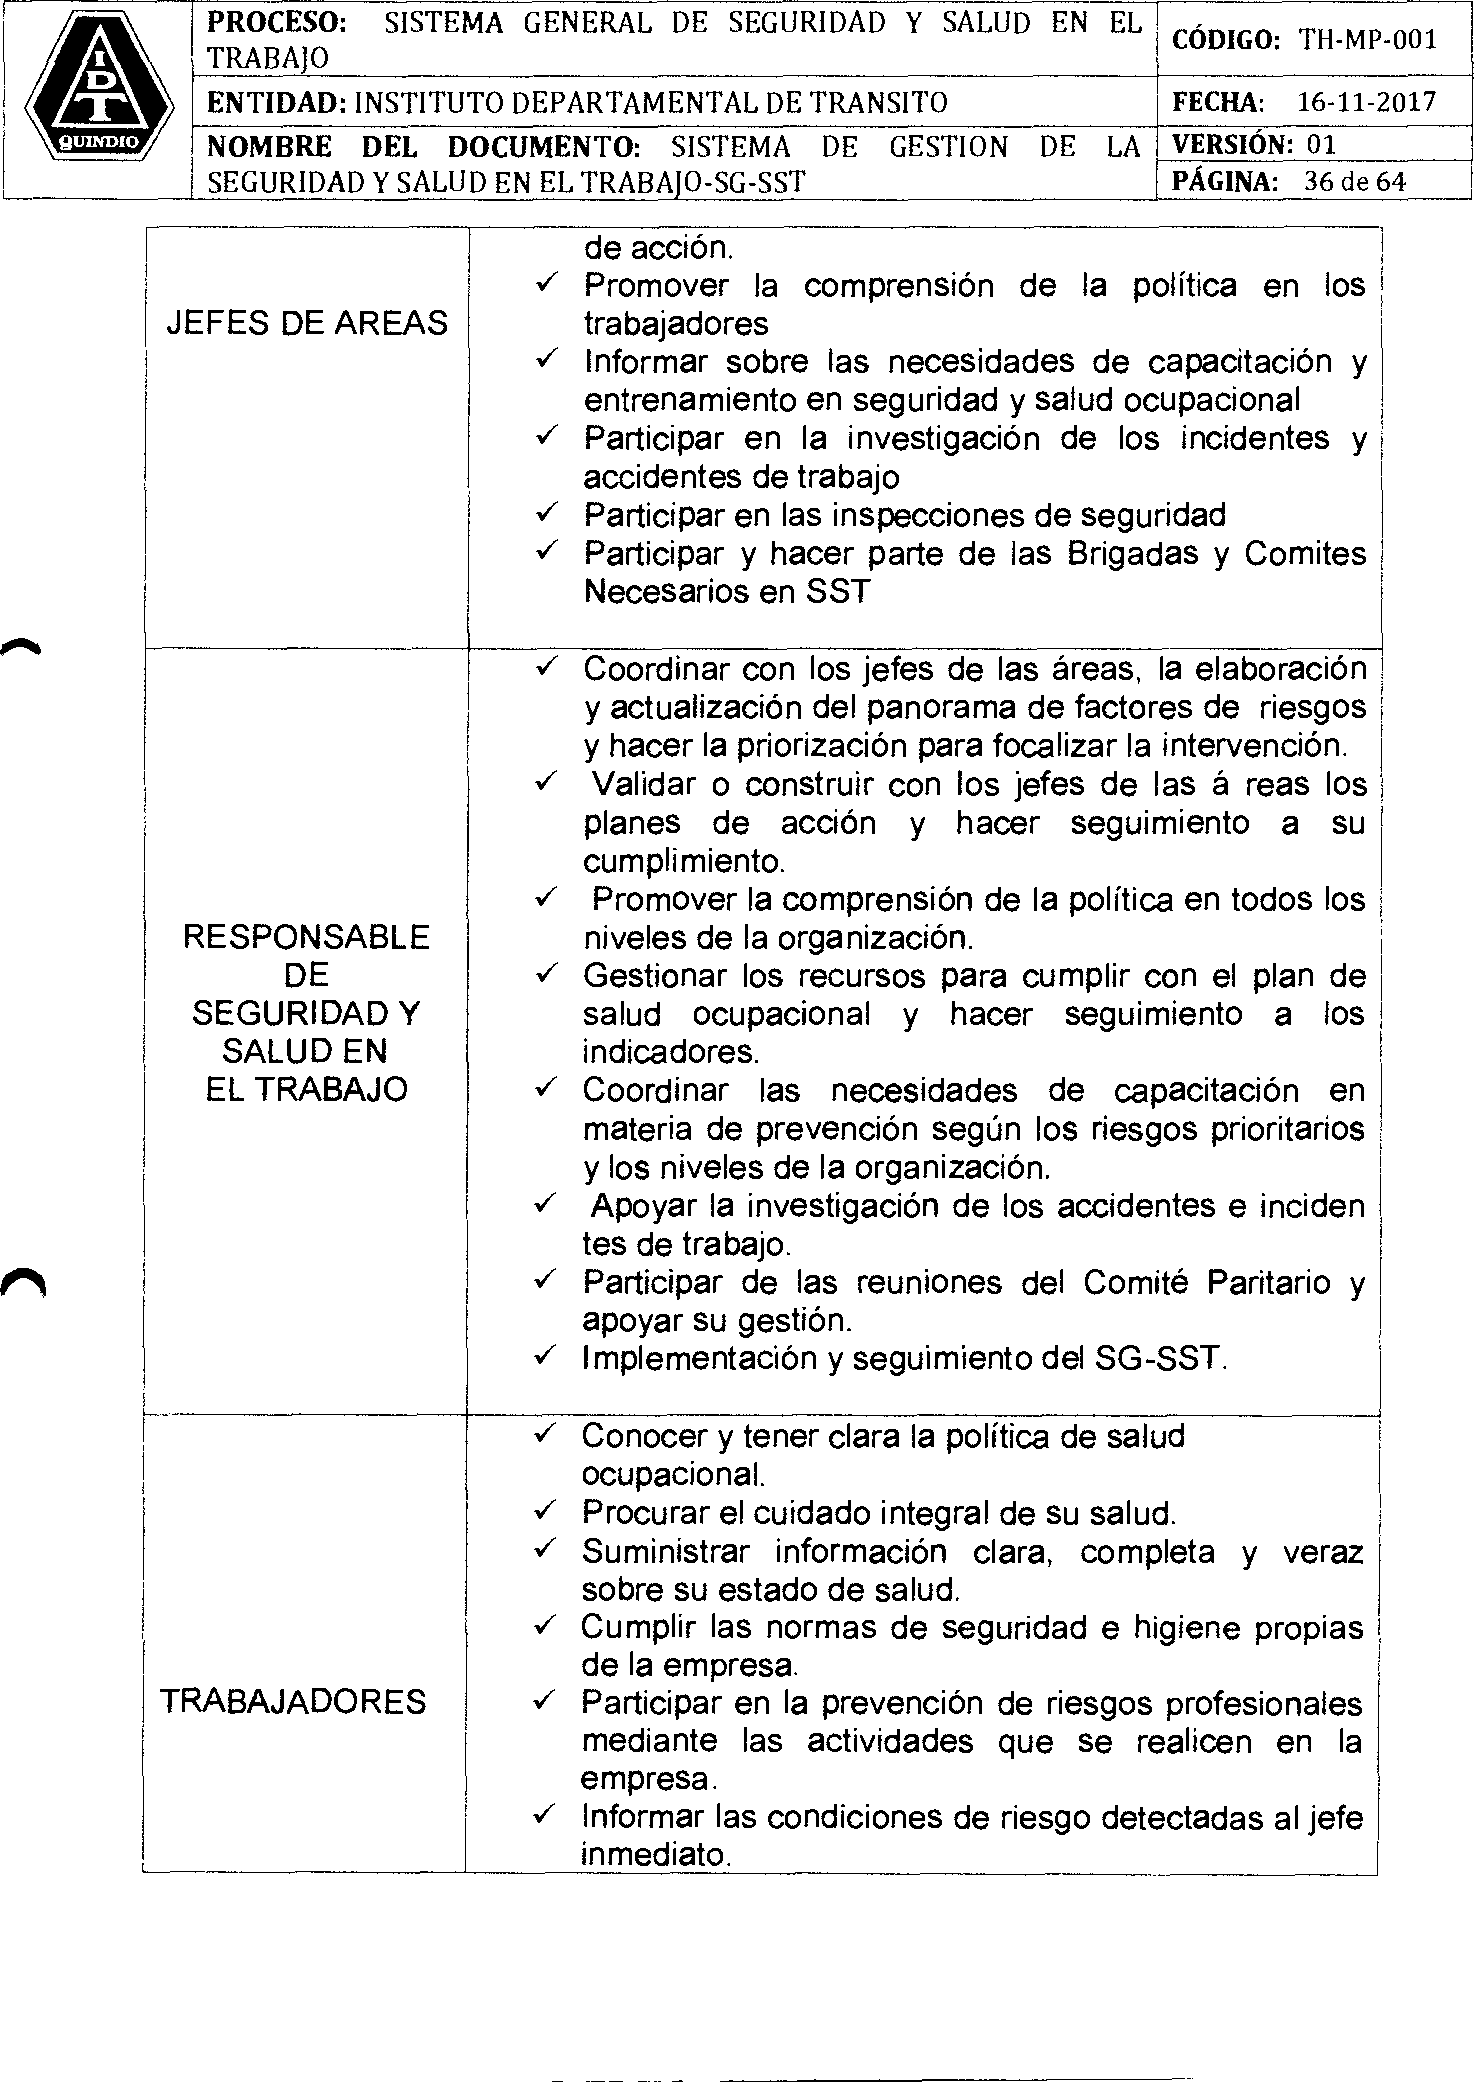 I
D
T
QUINDIO
PROCESO: SISTEMA GENERAL DE SEGURIDAD Y SALUD EN EL
TRABAJO
CÓDIGO: TH-MP-001
ENTIDAD: INSTITUTO DEPARTAMENTAL DE TRANSITO
FECHA: 16-11-2017
NOMBRE DEL DOCUMENTO: SISTEMA DE GESTION DE LA
SEGURIDAD Y SALUD EN EL TRABAJO-SG-SST
VERSIÓN: 01
PÁGINA: 36 de 64
JEFES DE AREAS
de acción.
✓ Promover la comprensión de la política en los
trabajadores
✓ Informar sobre las necesidades de capacitación y
entrenamiento en seguridad y salud ocupacional
✓ Participar en la investigación de los incidentes y
accidentes de trabajo
✓ Participar en las inspecciones de seguridad
✓ Participar y hacer parte de las Brigadas y Comites
Necesarios en SST
RESPONSABLE
DE
SEGURIDAD Y
SALUD EN
EL TRABAJO
✓ Coordinar con los jefes de las áreas, la elaboración
y actualización del panorama de factores de riesgos
y hacer la priorización para focalizar la intervención.
✓ Validar o construir con los jefes de las á reas los
planes de acción y hacer seguimiento a su
cumplimiento.
✓ Promover la comprensión de la política en todos los
niveles de la organización.
✓ Gestionar los recursos para cumplir con el plan de
salud ocupacional y hacer seguimiento a los
indicadores.
✓ Coordinar las necesidades de capacitación en
materia de prevención según los riesgos prioritarios
y los niveles de la organización.
✓ Apoyar la investigación de los accidentes e inciden
tes de trabajo.
✓ Participar de las reuniones del Comité Paritario y
apoyar su gestión.
✓ Implementación y seguimiento del SG-SST.
TRABAJADORES
✓ Conocer y tener clara la política de salud
ocupacional.
✓ Procurar el cuidado integral de su salud.
✓ Suministrar información clara, completa y veraz
sobre su estado de salud.
✓ Cumplir las normas de seguridad e higiene propias
de la empresa.
✓ Participar en la prevención de riesgos profesionales
mediante las actividades que se realicen en la
empresa.
✓ Informar las condiciones de riesgo detectadas al jefe
inmediato.